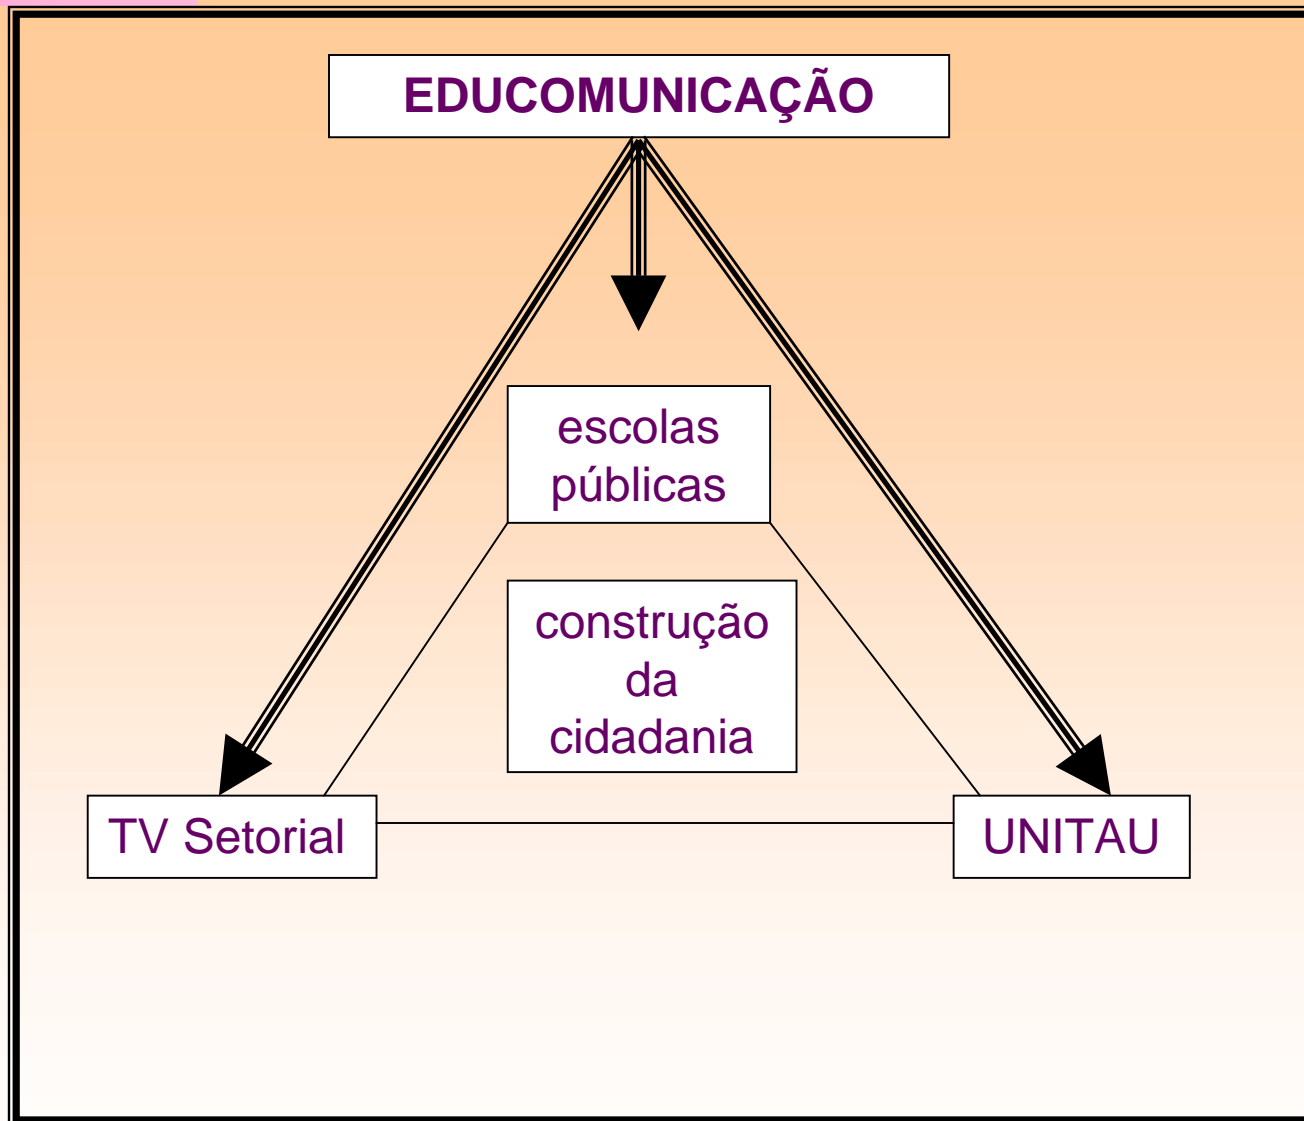 EDUCOMUNICAÇÃO
escolas
públicas
construção
da
cidadania
TV Setorial
UNITAU